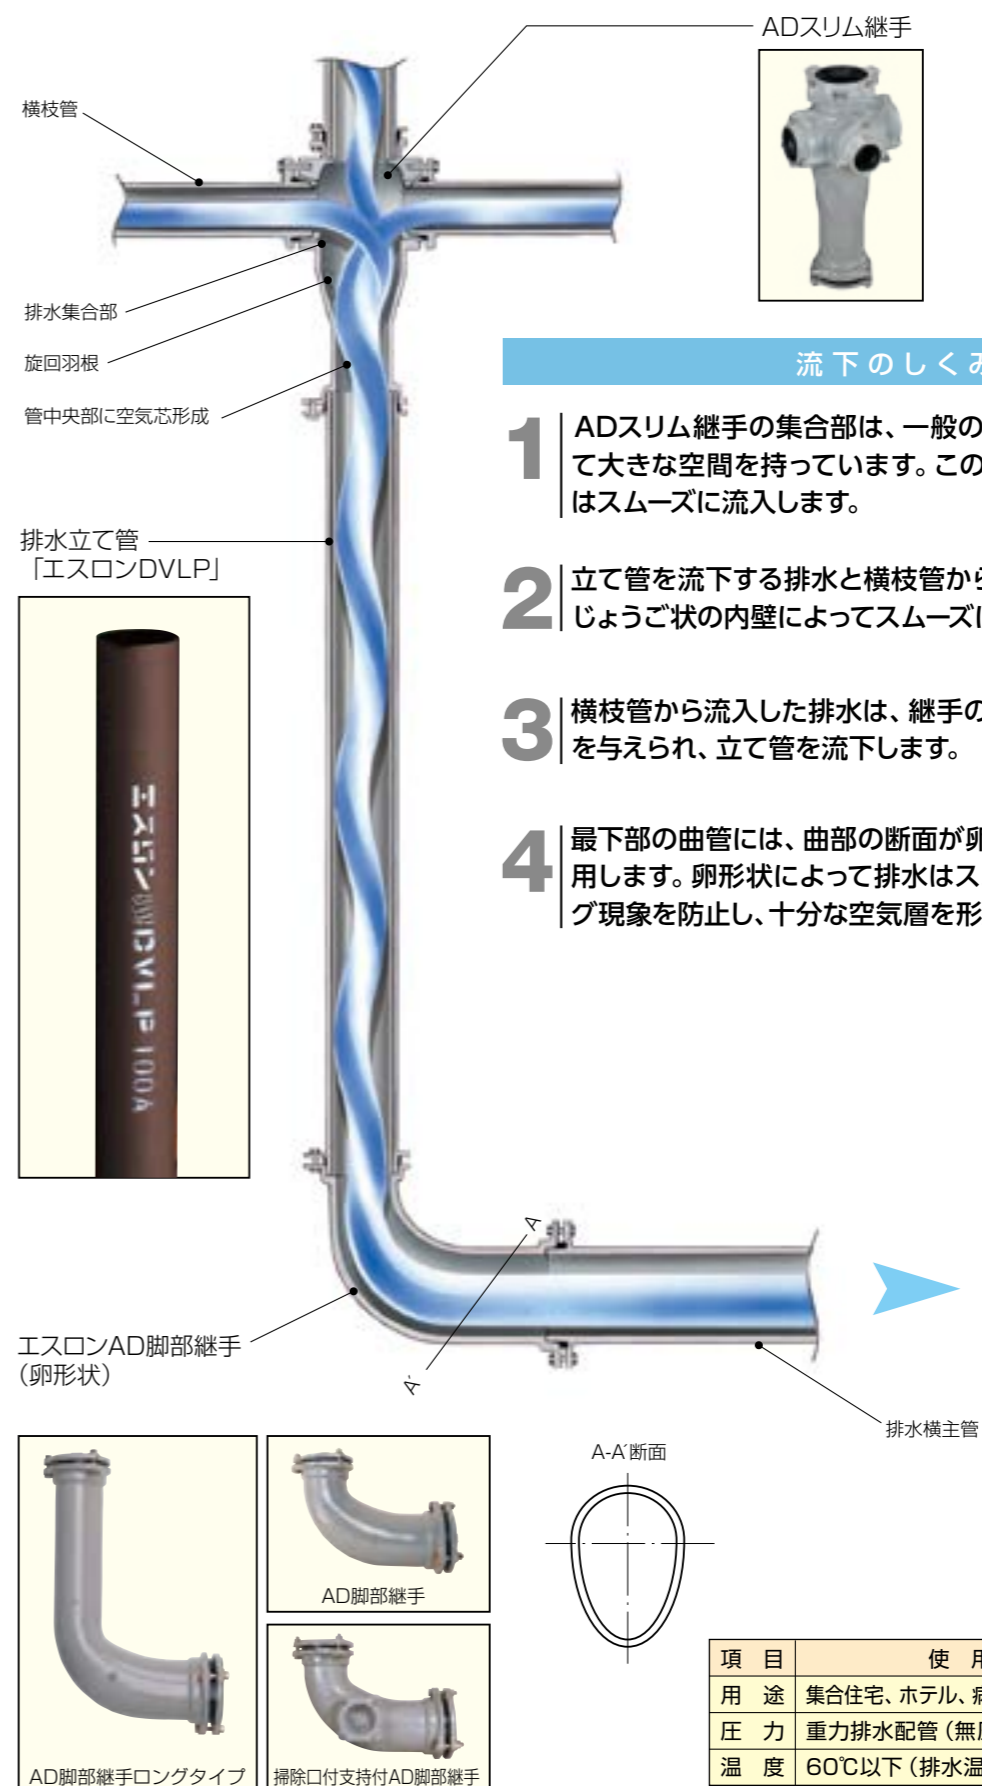 ADスリム継手
横枝管
排水集合部
旋回羽根
管中央部に空気芯形成
流下のしくみ
1
ADスリム継手の集合部は、一般の
て大きな空間を持っています。この
はスムーズに流入します。
2
立て管を流下する排水と横枝管から
じょうご状の内壁によってスムーズに
3
横枝管から流入した排水は、継手の
を与えられ、立て管を流下します。
4
最下部の曲管には、曲部の断面が卵
用します。卵形状によって排水はス
グ現象を防止し、十分な空気層を形
排水立て管
「エスロンDVLP」
エスロン DVLP 100A
A
A'
エスロンAD脚部継手
(卵形状)
排水横主管
A-A'断面
AD脚部継手ロングタイプ
AD脚部継手
掃除口付支持付AD脚部継手
項 目 使 用
用 途 集合住宅、ホテル、病
圧 力 重力排水配管(無圧
温 度 60℃以下(排水温